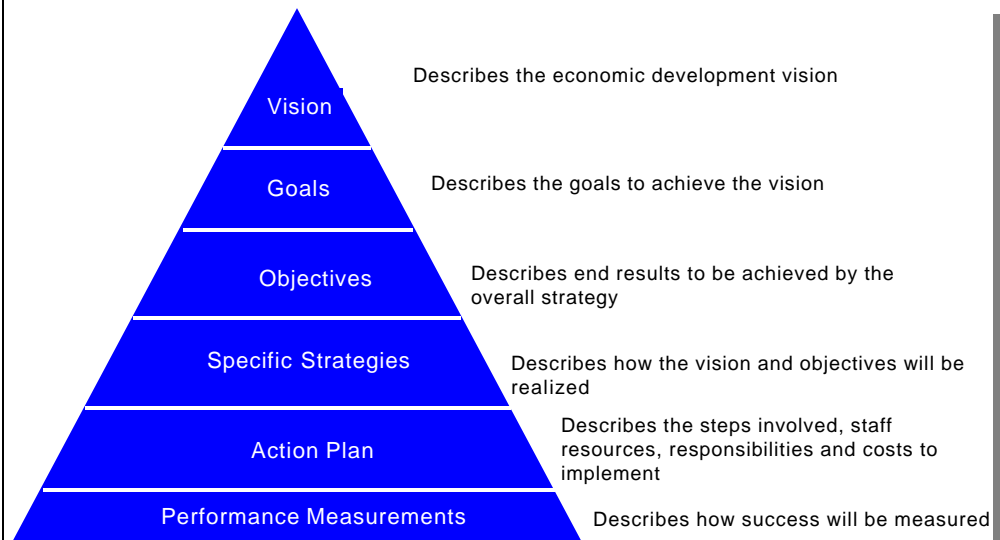 Describes the economic development vision
Vision
Goals
Describes the goals to achieve the vision
Objectives
Describes end results to be achieved by the
overall strategy
Specific Strategies
Describes how the vision and objectives will be
realized
Action Plan
Describes the steps involved, staff
resources, responsibilities and costs to
implement
Performance Measurements
Describes how success will be measured